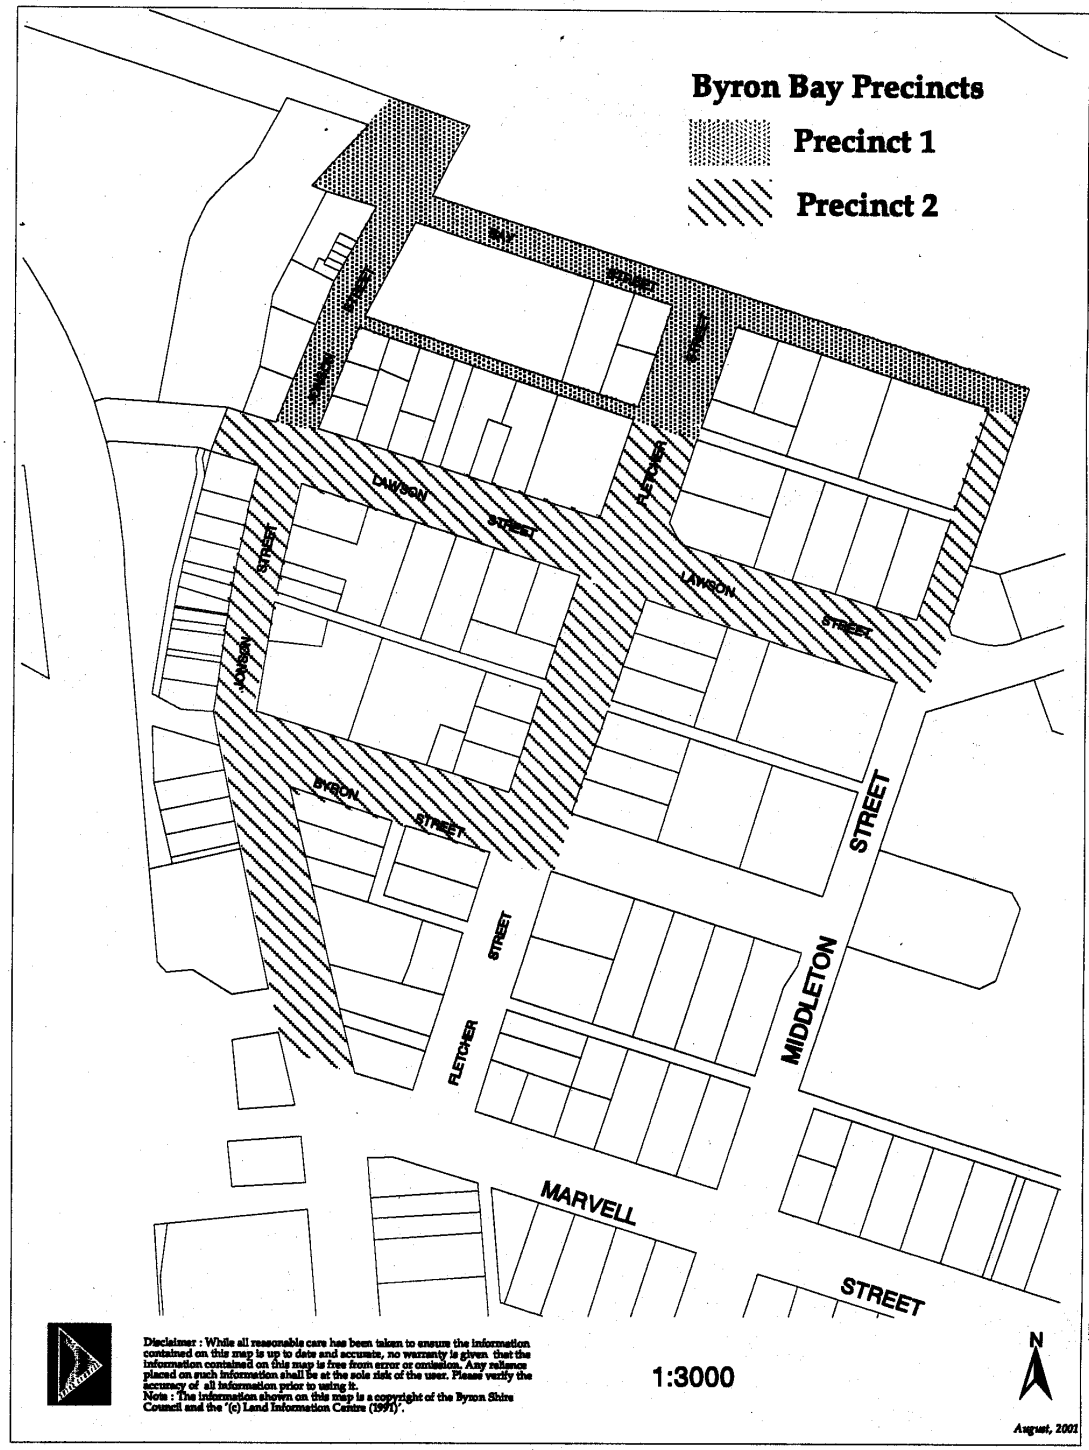 Byron Bay Precincts
Precinct 1
Precinct 2
BAY
STREET
STREET
JONSON
STREET
FLETCHER
LAWSON
STREET
LAWSON
STREET
STREET
JONSON
BYRON
STREET
STREET
MIDDLETON
STREET
FLETCHER
MARVELL
STREET
Disclaimer : While all reasonable care has been taken to ensure the information
contained on this map is up to date and accurate, no warranty is given that the
information contained on this map is free from error or omission. Any reliance
placed on such information shall be at the sole risk of the user. Please verify the
accuracy of all information prior to using it.
Note : The information shown on this map is a copyright of the Byron Shire
Council and the '(c) Land Information Centre (1991)'.
1:3000
N
August, 2001